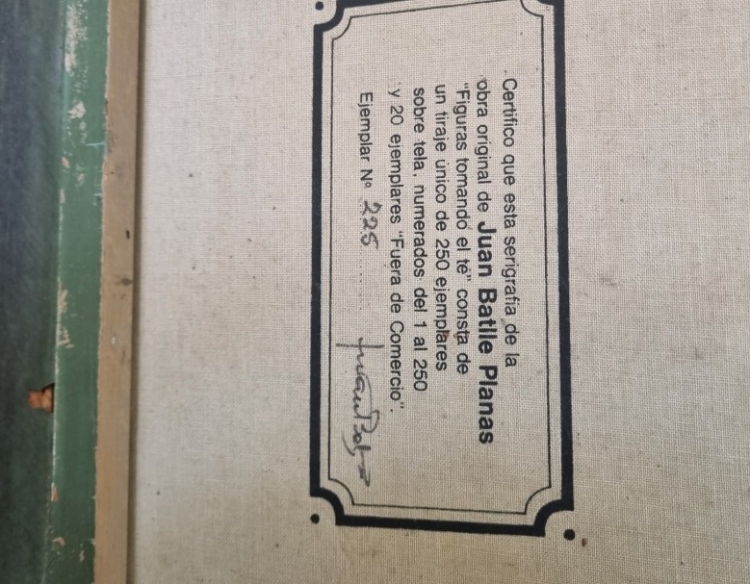 Certifico que esta serigrafía de la
obra original de Juan Batlle Planas
"Figuras tomando el té" consta de
un tiraje único de 250 ejemplares
sobre tela, numerados del 1 al 250
y 20 ejemplares "Fuera de Comercio".
Ejemplar Nº 225